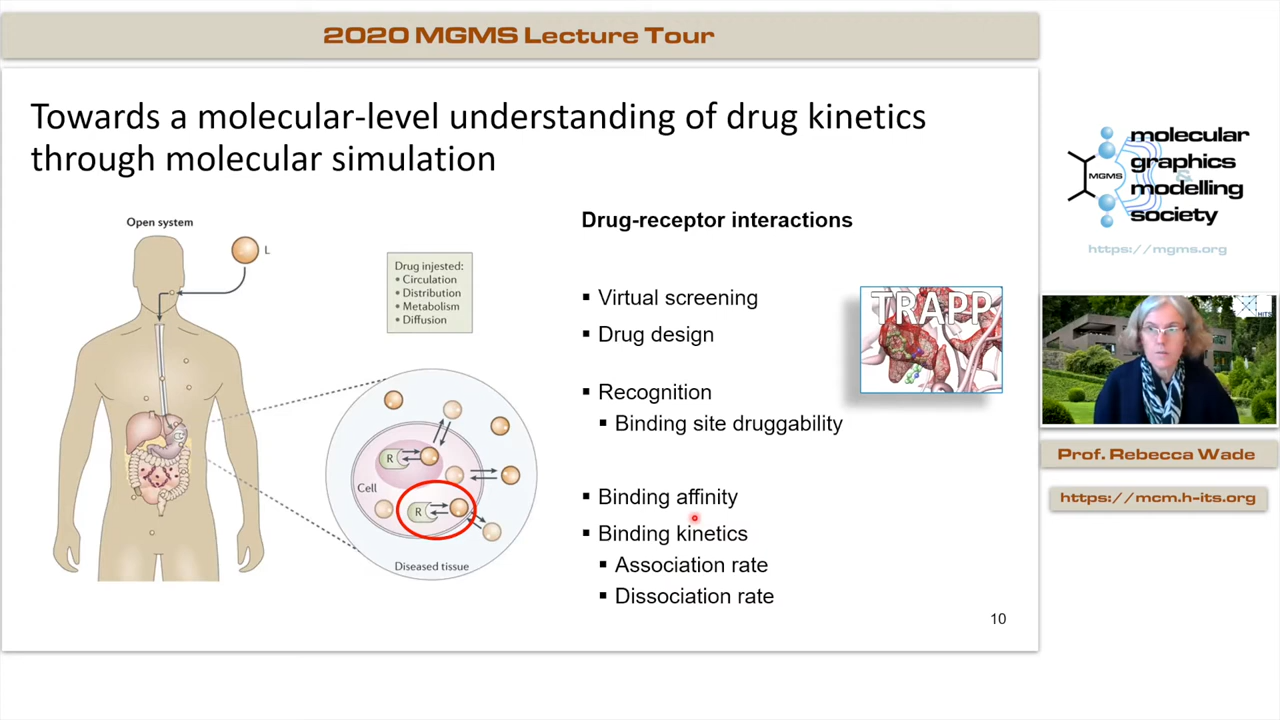 2020 MGMS Lecture Tour
Towards a molecular-level understanding of drug kinetics
through molecular simulation
Open system
L
Drug injested:
• Circulation
• Distribution
• Metabolism
• Diffusion
R
Cell
R
Diseased tissue
Drug-receptor interactions
▪ Virtual screening
▪ Drug design
▪ Recognition
▪ Binding site druggability
▪ Binding affinity
▪ Binding kinetics
▪ Association rate
▪ Dissociation rate
TRAPP
10
MGMS
molecular
graphics
&
modelling
society
https://mgms.org
HITS
Prof. Rebecca Wade
https://mcm.h-its.org